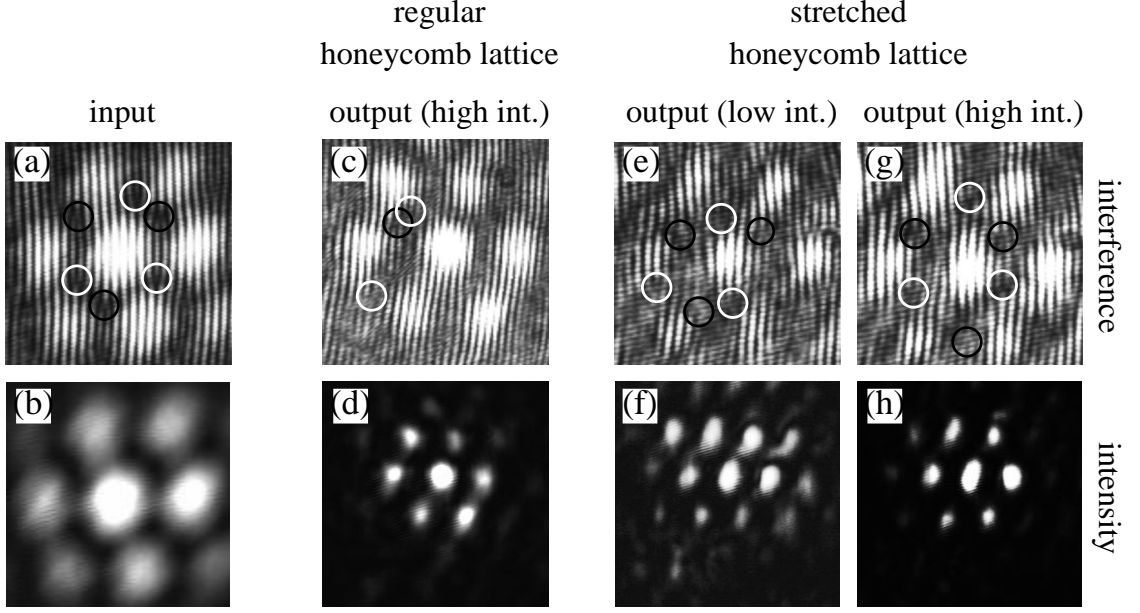 regular
honeycomb lattice
stretched
honeycomb lattice
input
output (high int.)
output (low int.)
output (high int.)
(a)
(c)
(e)
(g)
interference
(b)
(d)
(f)
(h)
intensity